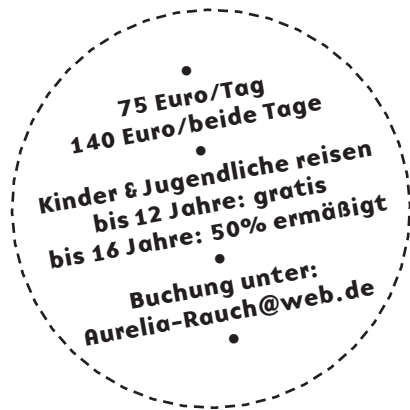 75 Euro/Tag
140 Euro/beide Tage
Kinder & Jugendliche reisen
bis 12 Jahre: gratis
bis 16 Jahre: 50% ermäßigt
Buchung unter:
Aurelia-Rauch@web.de